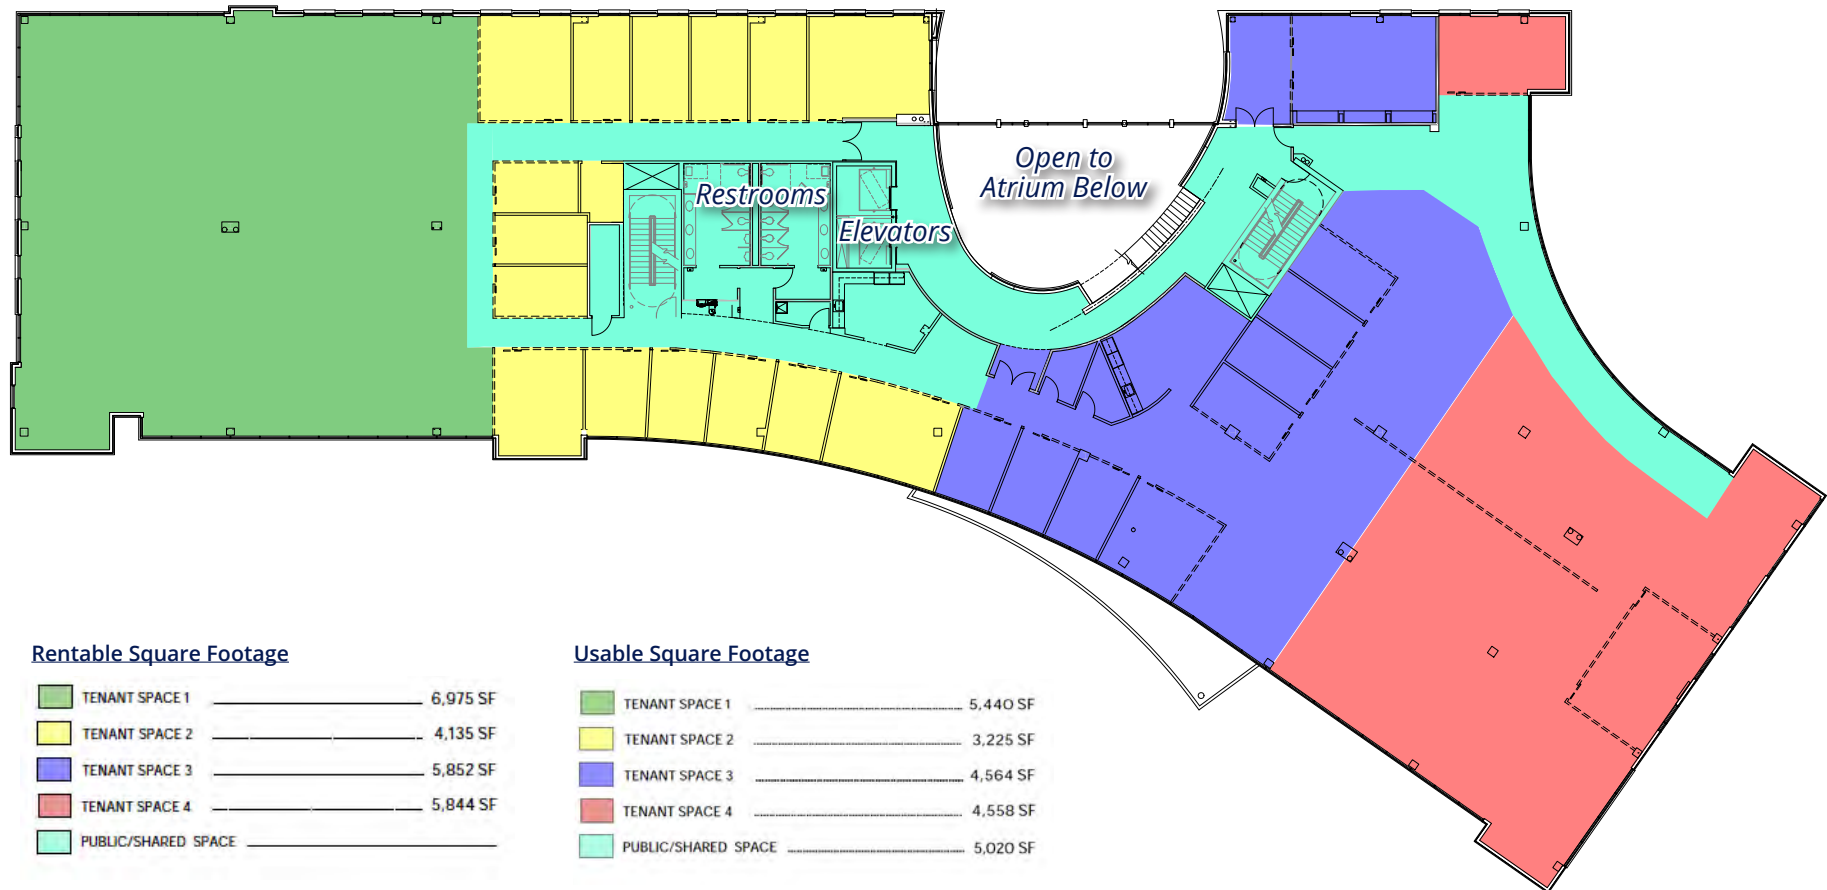 Open to
Atrium Below
Restrooms
Elevators
Rentable Square Footage
TENANT SPACE 1 6,975 SF
TENANT SPACE 2 4,135 SF
TENANT SPACE 3 5,852 SF
TENANT SPACE 4 5,844 SF
PUBLIC/SHARED SPACE
Usable Square Footage
TENANT SPACE 1 5,440 SF
TENANT SPACE 2 3,225 SF
TENANT SPACE 3 4,564 SF
TENANT SPACE 4 4,558 SF
PUBLIC/SHARED SPACE 5,020 SF